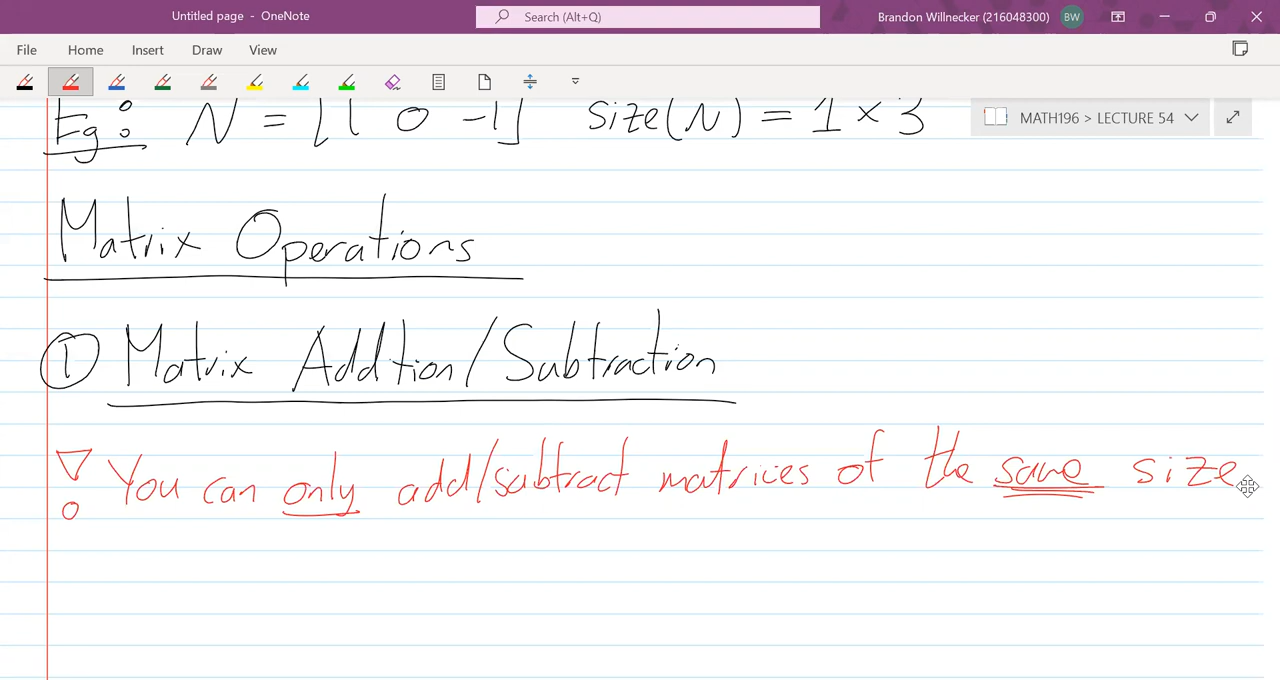 Untitled page - OneNote
Search (Alt+Q)
Brandon Willnecker (216048300)
BW
File Home Insert Draw View
MATH196 > LECTURE 54
Eg: N = [1 0 -1] size(N) = 1 × 3
Matrix Operations
① Matrix Addtion/Subtraction
! You can only add/subtract matrices of the same size